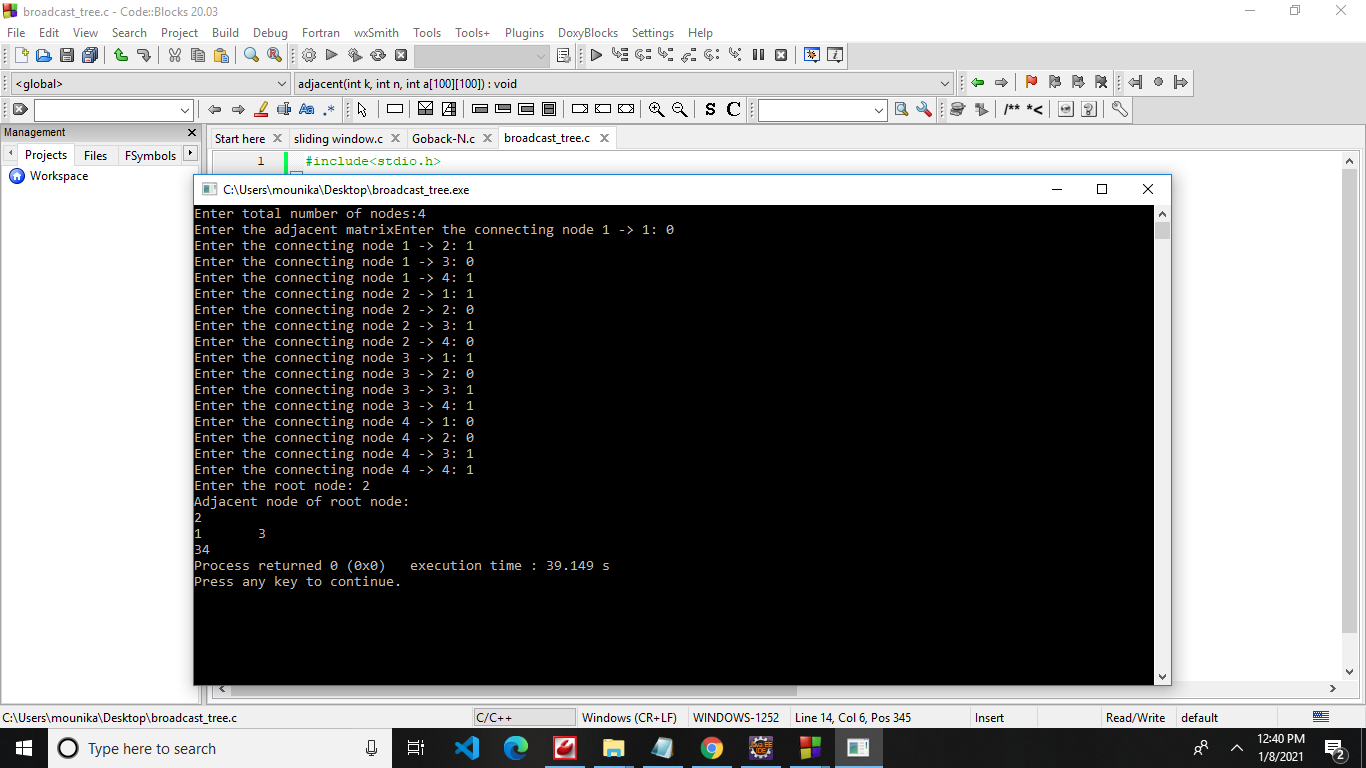 broadcast_tree.c - Code::Blocks 20.03
File Edit View Search Project Build Debug Fortran wxSmith Tools Tools+ Plugins DoxyBlocks Settings Help
<global> adjacent(int k, int n, int a[100][100]) : void
Aa .* S C /** *<
Management
Projects Files FSymbols
Workspace
Start here sliding window.c Goback-N.c broadcast_tree.c
1 #include<stdio.h>
C:\Users\mounika\Desktop\broadcast_tree.exe
Enter total number of nodes:4
Enter the adjacent matrixEnter the connecting node 1 -> 1: 0
Enter the connecting node 1 -> 2: 1
Enter the connecting node 1 -> 3: 0
Enter the connecting node 1 -> 4: 1
Enter the connecting node 2 -> 1: 1
Enter the connecting node 2 -> 2: 0
Enter the connecting node 2 -> 3: 1
Enter the connecting node 2 -> 4: 0
Enter the connecting node 3 -> 1: 1
Enter the connecting node 3 -> 2: 0
Enter the connecting node 3 -> 3: 1
Enter the connecting node 3 -> 4: 1
Enter the connecting node 4 -> 1: 0
Enter the connecting node 4 -> 2: 0
Enter the connecting node 4 -> 3: 1
Enter the connecting node 4 -> 4: 1
Enter the root node: 2
Adjacent node of root node:
2
1 3
34
Process returned 0 (0x0) execution time : 39.149 s
Press any key to continue.
C:\Users\mounika\Desktop\broadcast_tree.c C/C++ Windows (CR+LF) WINDOWS-1252 Line 14, Col 6, Pos 345 Insert Read/Write default
Type here to search
12:40 PM
1/8/2021
2